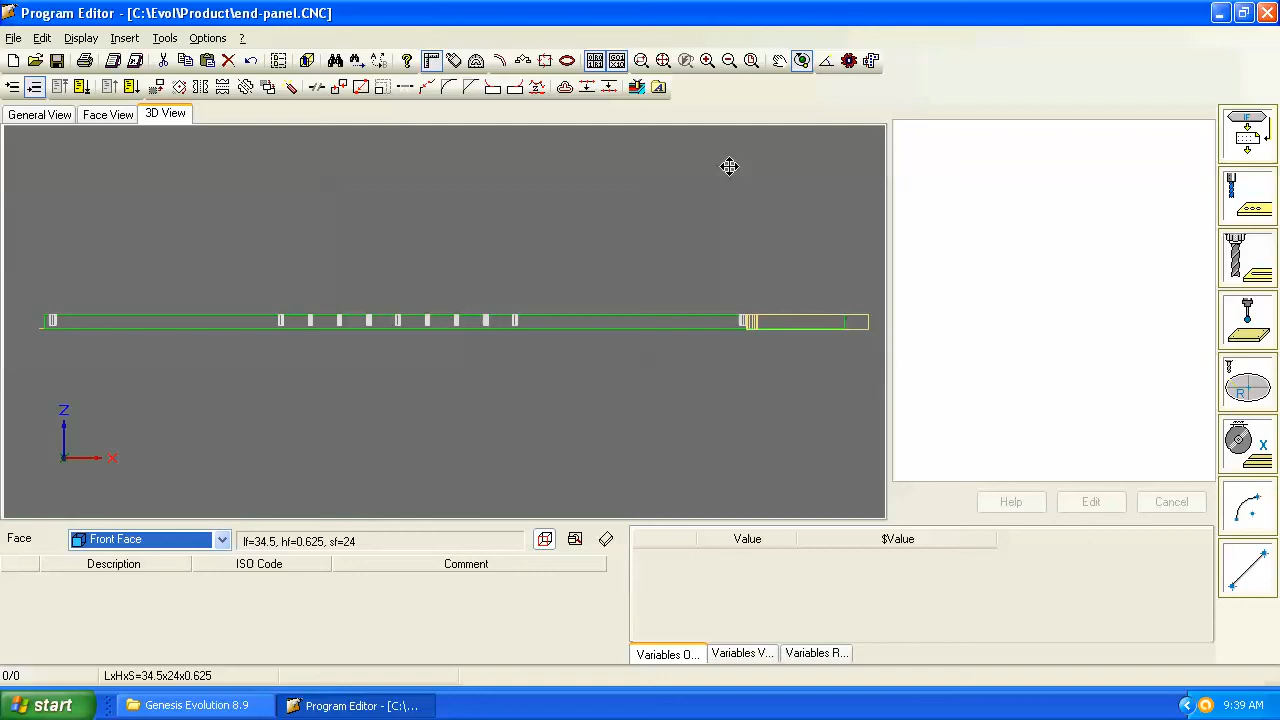 Program Editor - [C:\Evol\Product\end-panel.CNC]
File Edit Display Insert Tools Options ?
General View Face View 3D View
Z
X
IF
R
X
Help Edit Cancel
Face Front Face lf=34.5, hf=0.625, sf=24
Description ISO Code Comment
Value $Value
Variables O... Variables V... Variables R...
0/0 LxHxS=34.5x24x0.625
start Genesis Evolution 8.9 Program Editor - [C:\... 9:39 AM